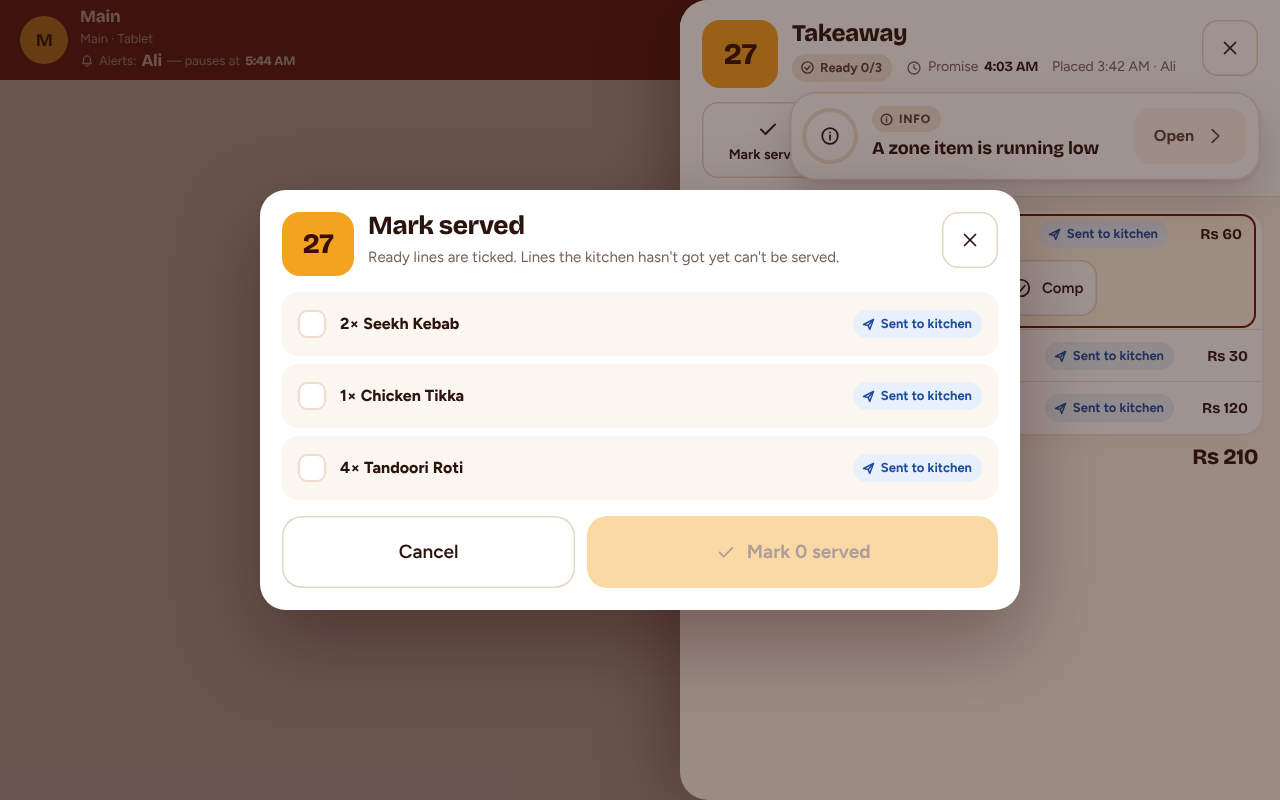 M
Main
Main · Tablet
Alerts: Ali — pauses at 5:44 AM
27
Takeaway
Ready 0/3
Promise 4:03 AM
Placed 3:42 AM · Ali
Mark serv
INFO
A zone item is running low
Open
27
Mark served
Ready lines are ticked. Lines the kitchen hasn't got yet can't be served.
2× Seekh Kebab
Sent to kitchen
1× Chicken Tikka
Sent to kitchen
4× Tandoori Roti
Sent to kitchen
Cancel
Mark 0 served
Sent to kitchen
Rs 60
Comp
Sent to kitchen
Rs 30
Sent to kitchen
Rs 120
Rs 210